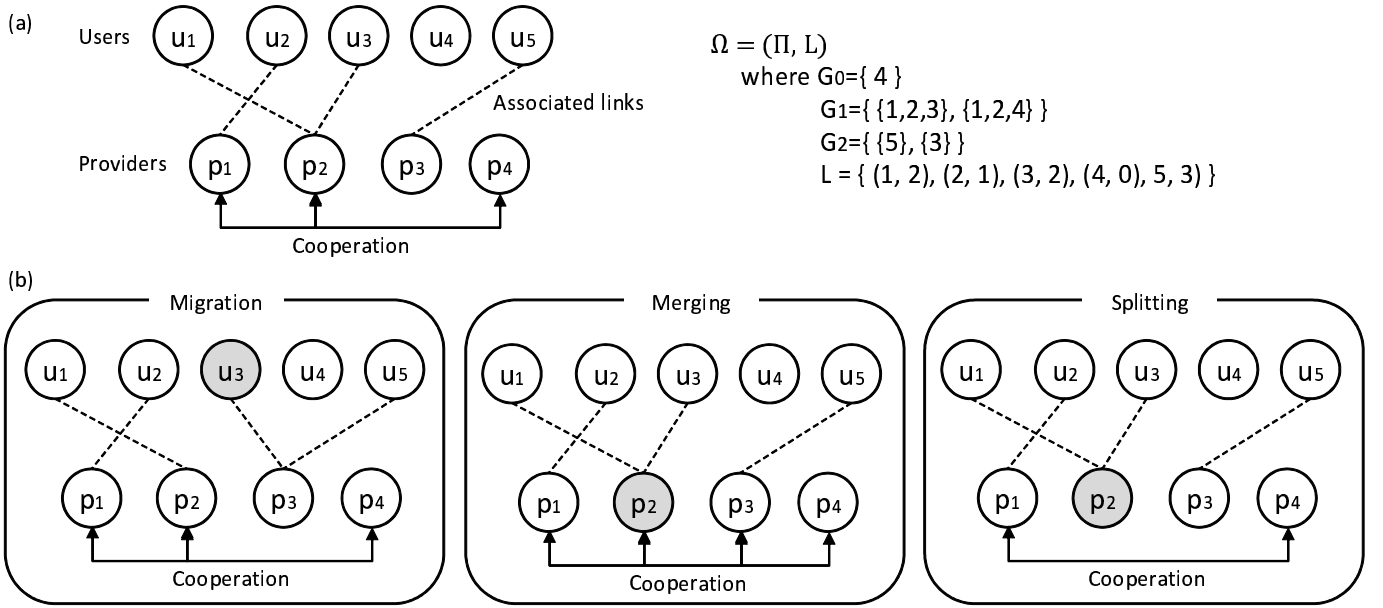 (a)
Users u1 u2 u3 u4 u5
Associated links
Providers p1 p2 p3 p4
Cooperation
Ω = (Π, L)
where G0={ 4 }
G1={ {1,2,3}, {1,2,4} }
G2={ {5}, {3} }
L = { (1, 2), (2, 1), (3, 2), (4, 0), 5, 3) }
(b)
Migration
u1 u2 u3 u4 u5
p1 p2 p3 p4
Cooperation
Merging
u1 u2 u3 u4 u5
p1 p2 p3 p4
Cooperation
Splitting
u1 u2 u3 u4 u5
p1 p2 p3 p4
Cooperation